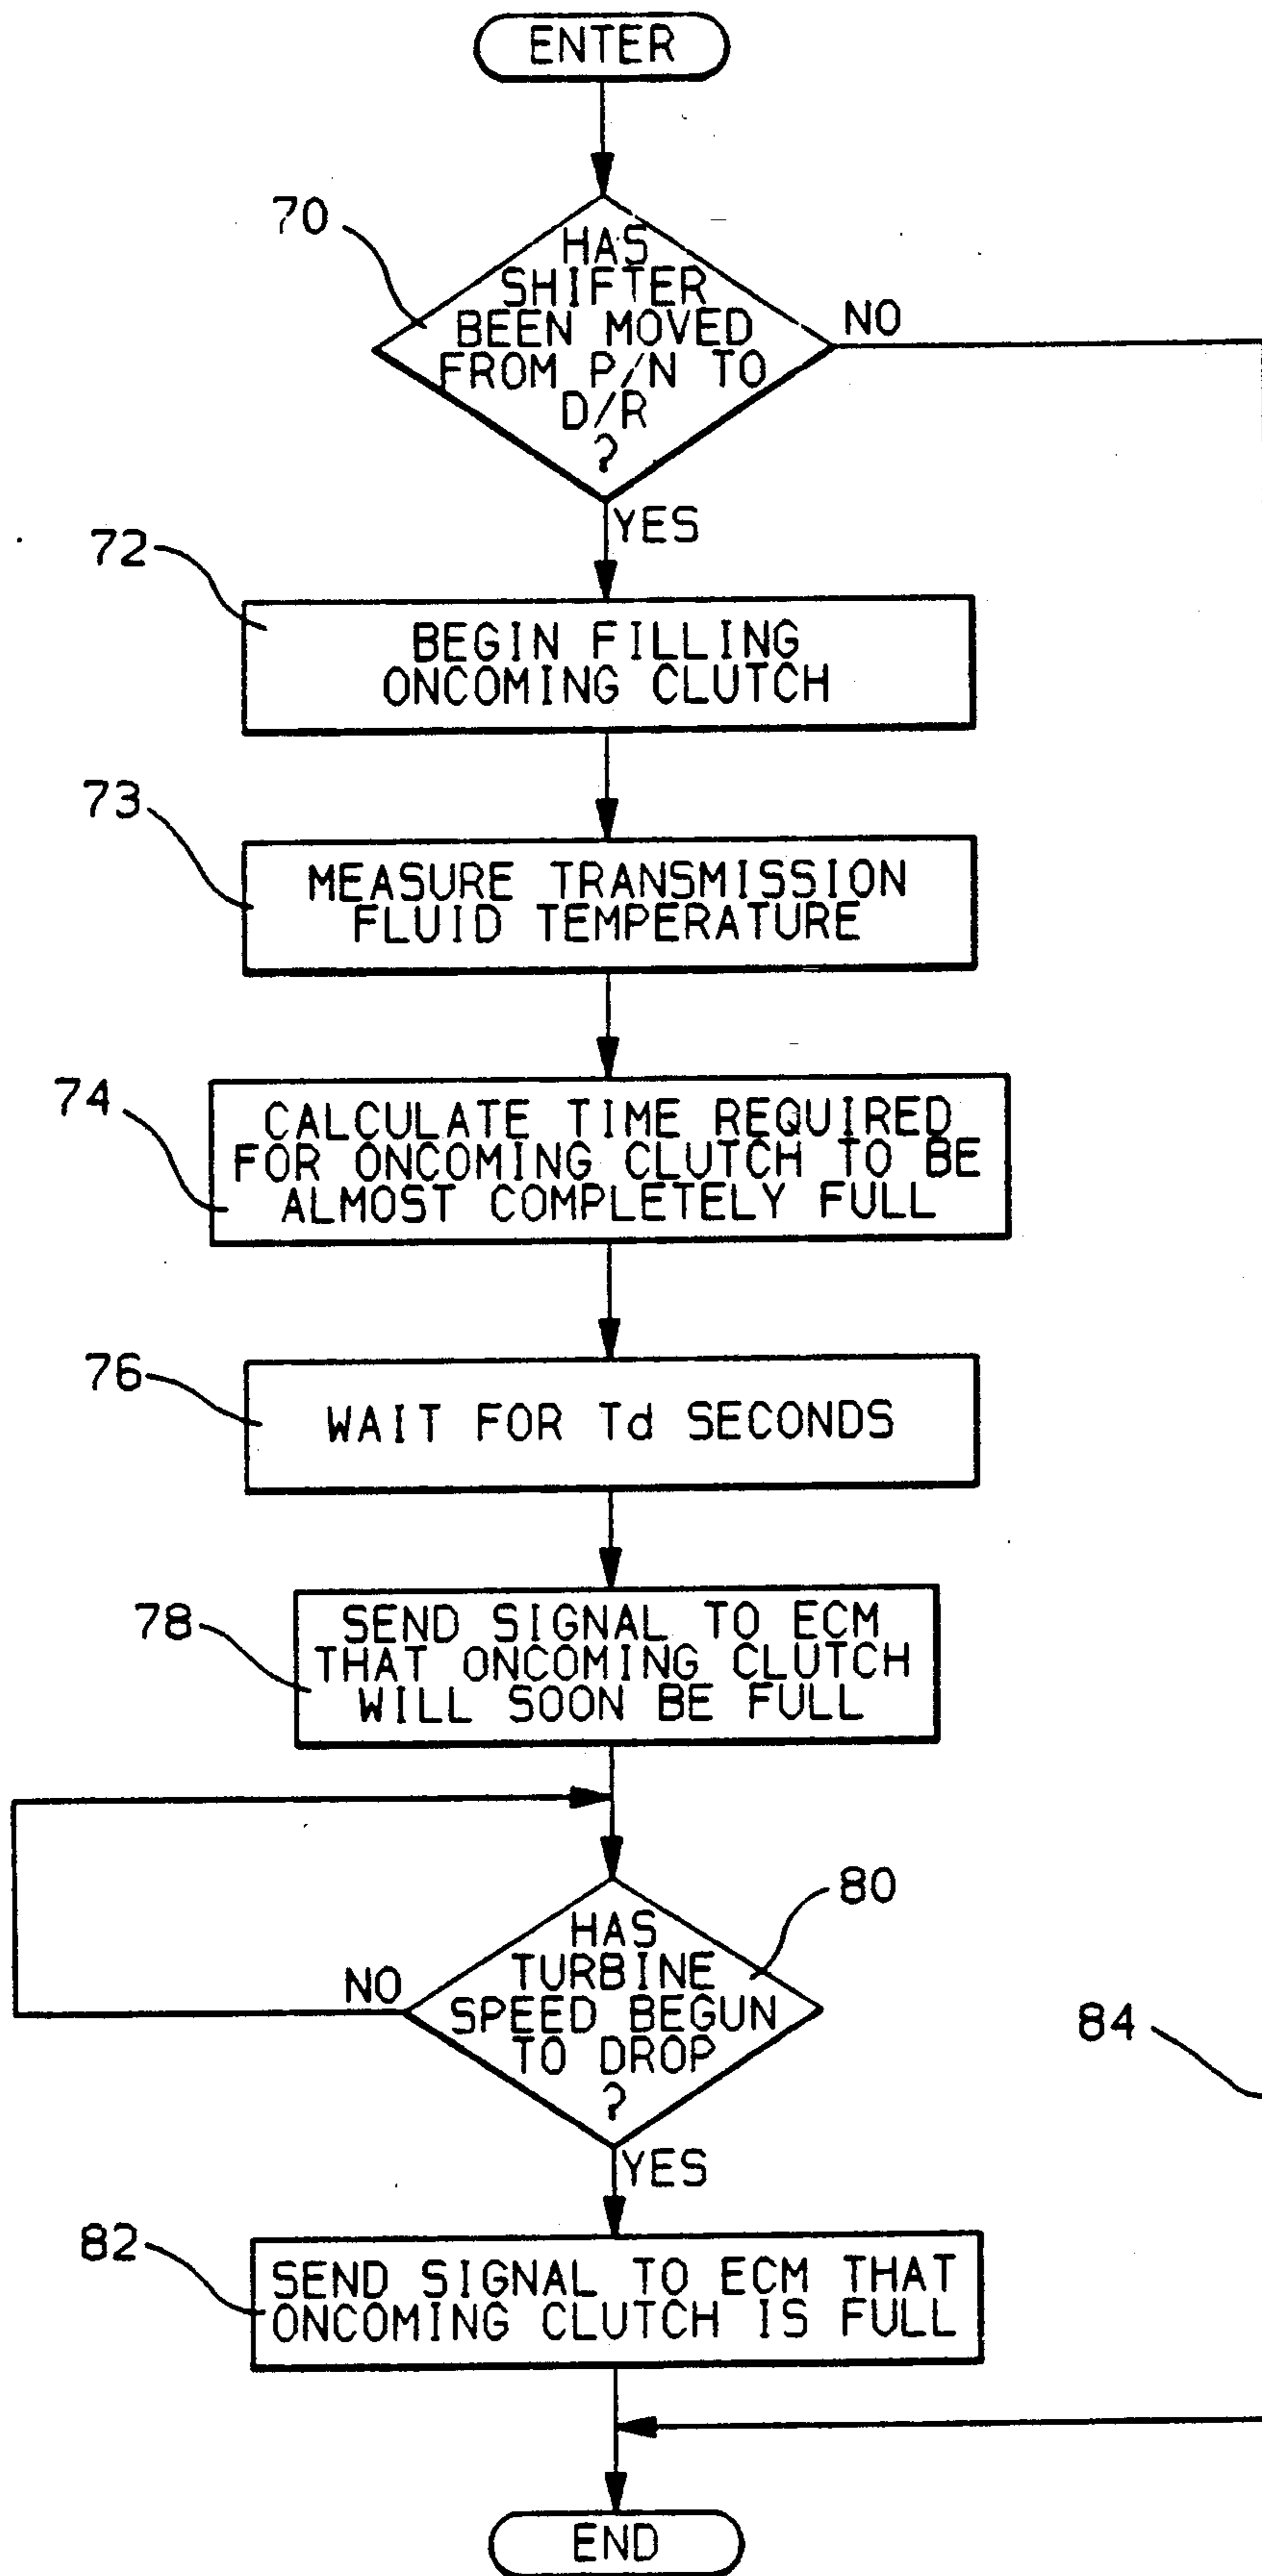 ENTER
70
HAS
SHIFTER
BEEN MOVED
FROM P/N TO
D/R
?
NO
YES
72
BEGIN FILLING
ONCOMING CLUTCH
73
MEASURE TRANSMISSION
FLUID TEMPERATURE
74
CALCULATE TIME REQUIRED
FOR ONCOMING CLUTCH TO BE
ALMOST COMPLETELY FULL
76
WAIT FOR Td SECONDS
78
SEND SIGNAL TO ECM
THAT ONCOMING CLUTCH
WILL SOON BE FULL
80
HAS
TURBINE
SPEED BEGUN
TO DROP
?
NO
84
YES
82
SEND SIGNAL TO ECM THAT
ONCOMING CLUTCH IS FULL
END